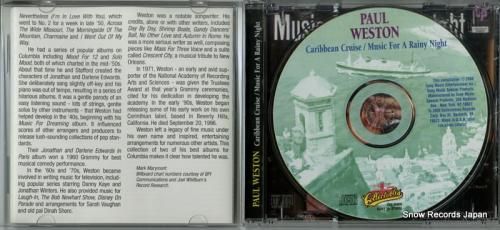 Nevertheless (I'm In Love With You), which
went to No. 2 for a week in late '50, Across
The Wide Missouri, The Morningside Of The
Mountain, Charmaine and I Went Out Of My
Way.
He had a series of popular albums on
Columbia including Mood For 12 and Solo
Mood, both of which charted in the mid-'50s.
About that time he and Stafford created the
characters of Jonathan and Darlene Edwards.
She deliberately sang slightly off key and his
piano was out of tempo, resulting in a series of
hilarious albums. It was a gentle parody of an
easy listening sound - lots of strings, gentle
solos by other instruments - that Weston had
helped develop in the '40s, beginning with his
Music For Dreaming album. It influenced
scores of other arrangers and producers to
release lush-sounding collections of pop stan-
dards.
Their Jonathan and Darlene Edwards In
Paris album won a 1960 Grammy for best
musical comedy performance.
In the '60s and '70s, Weston became
involved in writing music for television, includ-
ing popular series starring Danny Kaye and
Jonathan Winters. He also provided music for
Laugh-In, The Bob Newhart Show, Disney On
Parade and arrangements for Sarah Vaughan
and old pal Dinah Shore.
Weston was a notable songwriter. His
credits, alone or with other writers, included
Day By Day, Shrimp Boats, Gandy Dancers'
Ball, No Other Love and Autumn In Rome. He
was a more serious writer as well, composing
pieces like Mass For Three Voice and a suite
called Crescent City, a musical tribute to New
Orleans.
In 1971, Weston - an early and avid sup-
porter of the National Academy of Recording
Arts and Sciences - was given the Trustee
Award at that year's Grammy ceremonies,
cited for his dedication in developing the
academy. In the early '90s, Weston began
releasing some of his early work on his own
Corinthian label, based in Beverly Hills,
California. He died September 20, 1996.
Weston left a legacy of fine music under
his own name and inspired, entertaining
arrangements for numerous other artists. This
collection of two of his best albums for
Columbia makes it clear how talented he was.
Mark Marymont
Billboard chart numbers courtesy of BPI
Communications and Joel Whitburn's
Record Research.
PAUL WESTON Caribbean Cruise / Music For A Rainy Night
PAUL
WESTON
Caribbean Cruise / Music For A Rainy Night
Collectables
Snow Records Japan